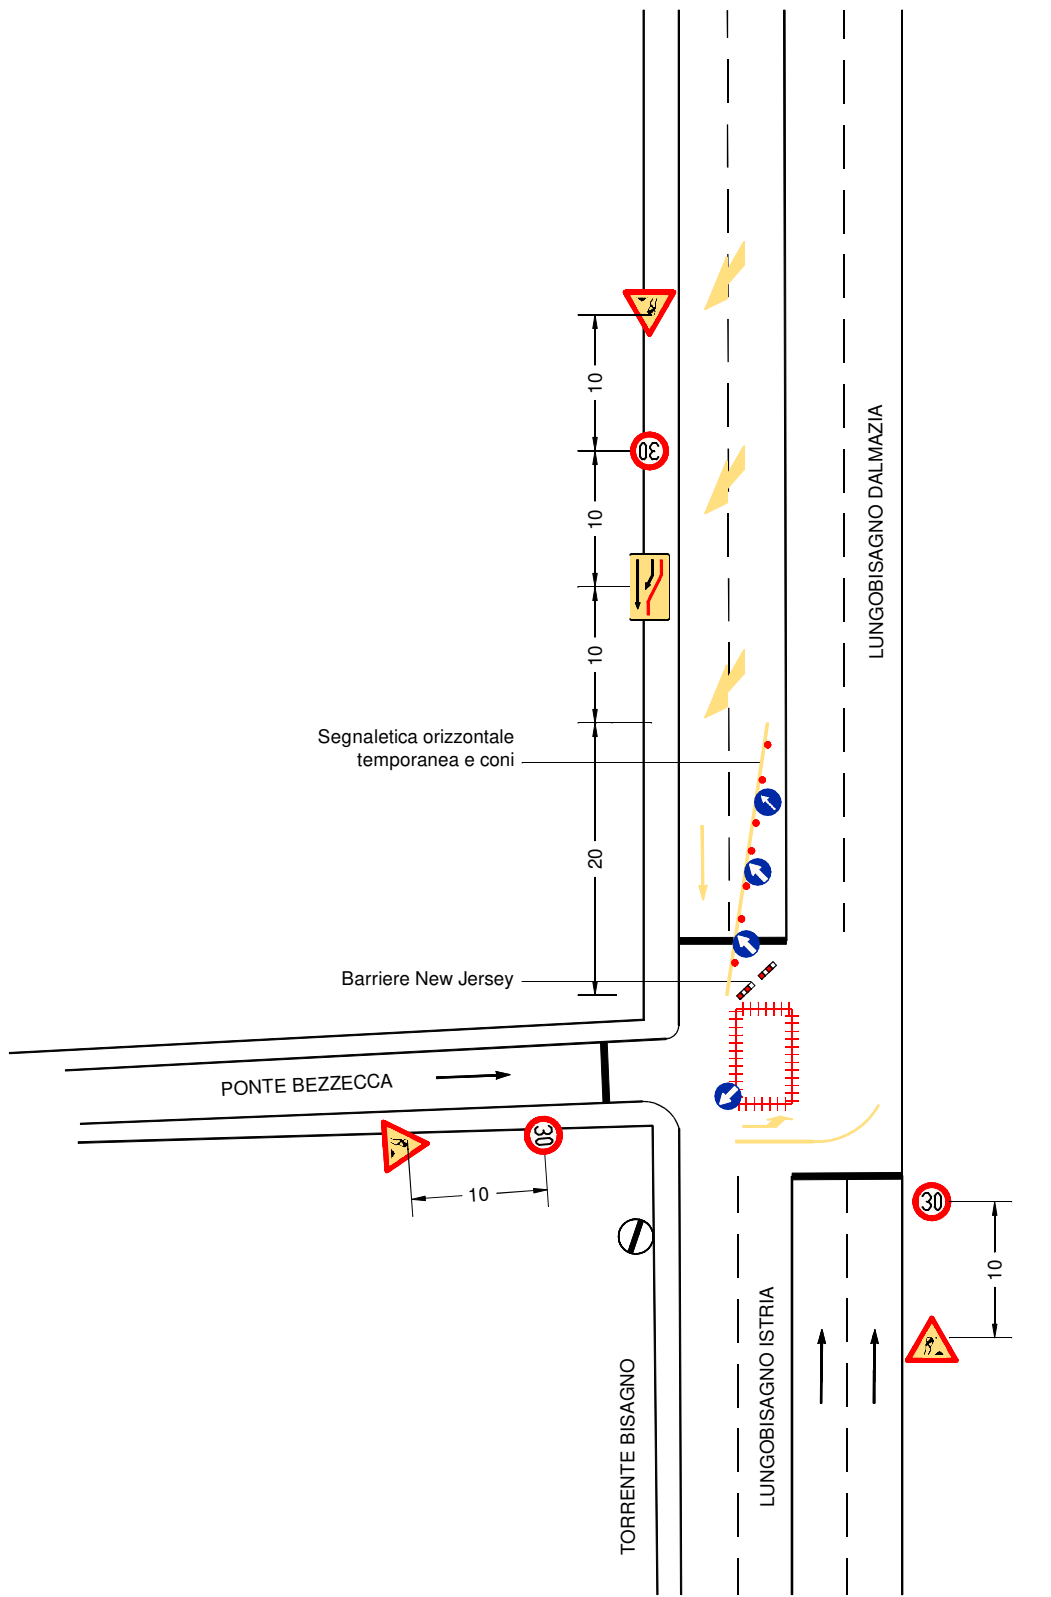 10
30
10
10
LUNGOBISAGNO DALMAZIA
Segnaletica orizzontale
temporanea e coni
20
Barriere New Jersey
PONTE BEZZECCA
30
10
30
10
LUNGOBISAGNO ISTRIA
TORRENTE BISAGNO